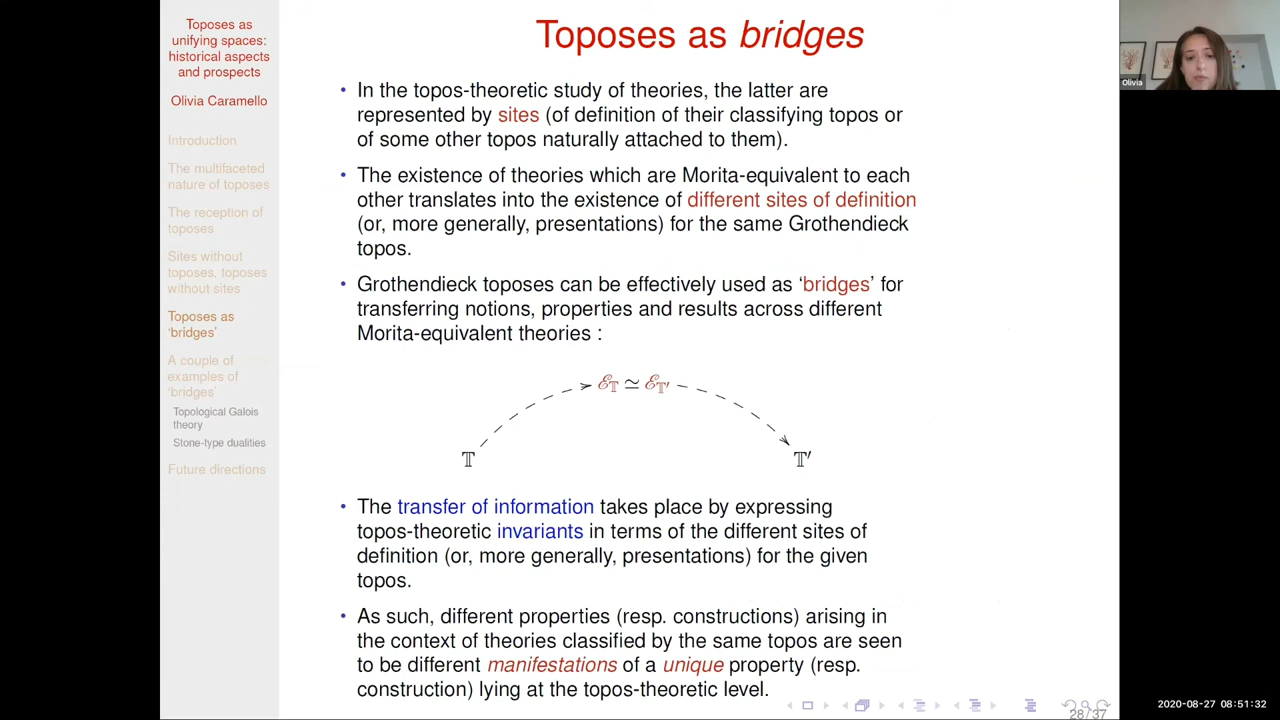 Toposes as
unifying spaces:
historical aspects
and prospects
Olivia Caramello
Introduction
The multifaceted
nature of toposes
The reception of
toposes
Sites without
toposes, toposes
without sites
Toposes as
‘bridges’
A couple of
examples of
‘bridges’
Topological Galois
theory
Stone-type dualities
Future directions
Toposes as bridges
• In the topos-theoretic study of theories, the latter are
represented by sites (of definition of their classifying topos or
of some other topos naturally attached to them).
• The existence of theories which are Morita-equivalent to each
other translates into the existence of different sites of definition
(or, more generally, presentations) for the same Grothendieck
topos.
• Grothendieck toposes can be effectively used as ‘bridges’ for
transferring notions, properties and results across different
Morita-equivalent theories :
ℰ𝕋 ≃ ℰ𝕋′
𝕋 𝕋′
• The transfer of information takes place by expressing
topos-theoretic invariants in terms of the different sites of
definition (or, more generally, presentations) for the given
topos.
• As such, different properties (resp. constructions) arising in
the context of theories classified by the same topos are seen
to be different manifestations of a unique property (resp.
construction) lying at the topos-theoretic level.
28/37
Olivia
2020-08-27 08:51:32